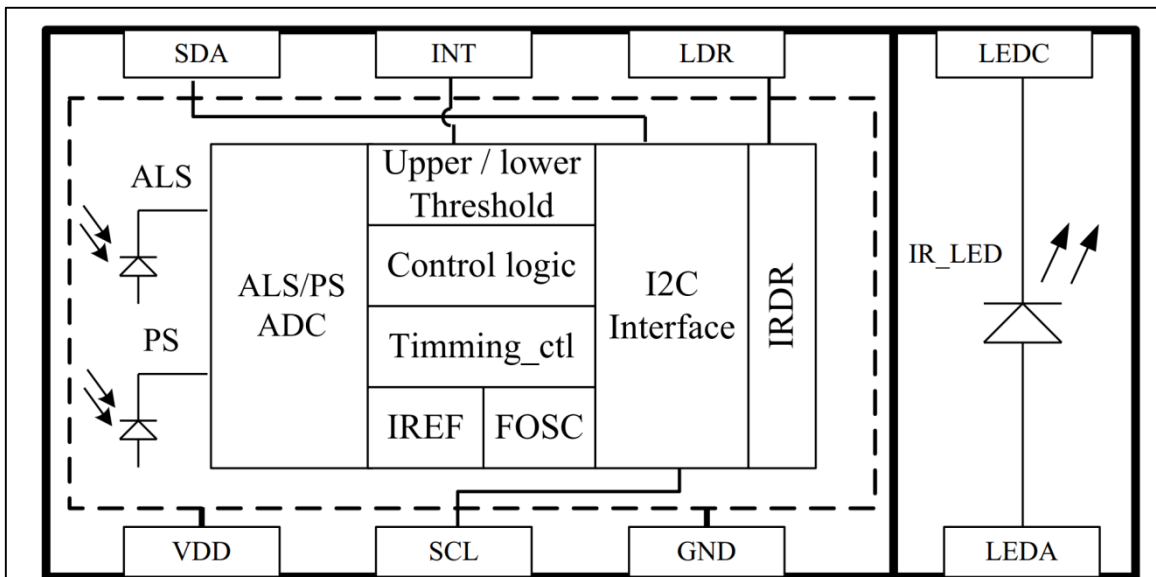 SDA
INT
LDR
LEDC
ALS
PS
ALS/PS
ADC
Upper / lower
Threshold
Control logic
Timming_ctl
IREF
FOSC
I2C
Interface
IRDR
IR_LED
VDD
SCL
GND
LEDA